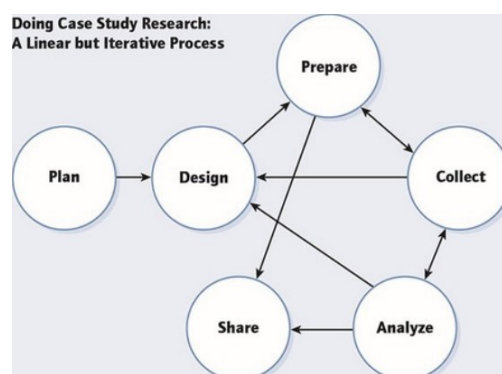 Doing Case Study Research:
A Linear but Iterative Process
Prepare
Plan
Design
Collect
Share
Analyze